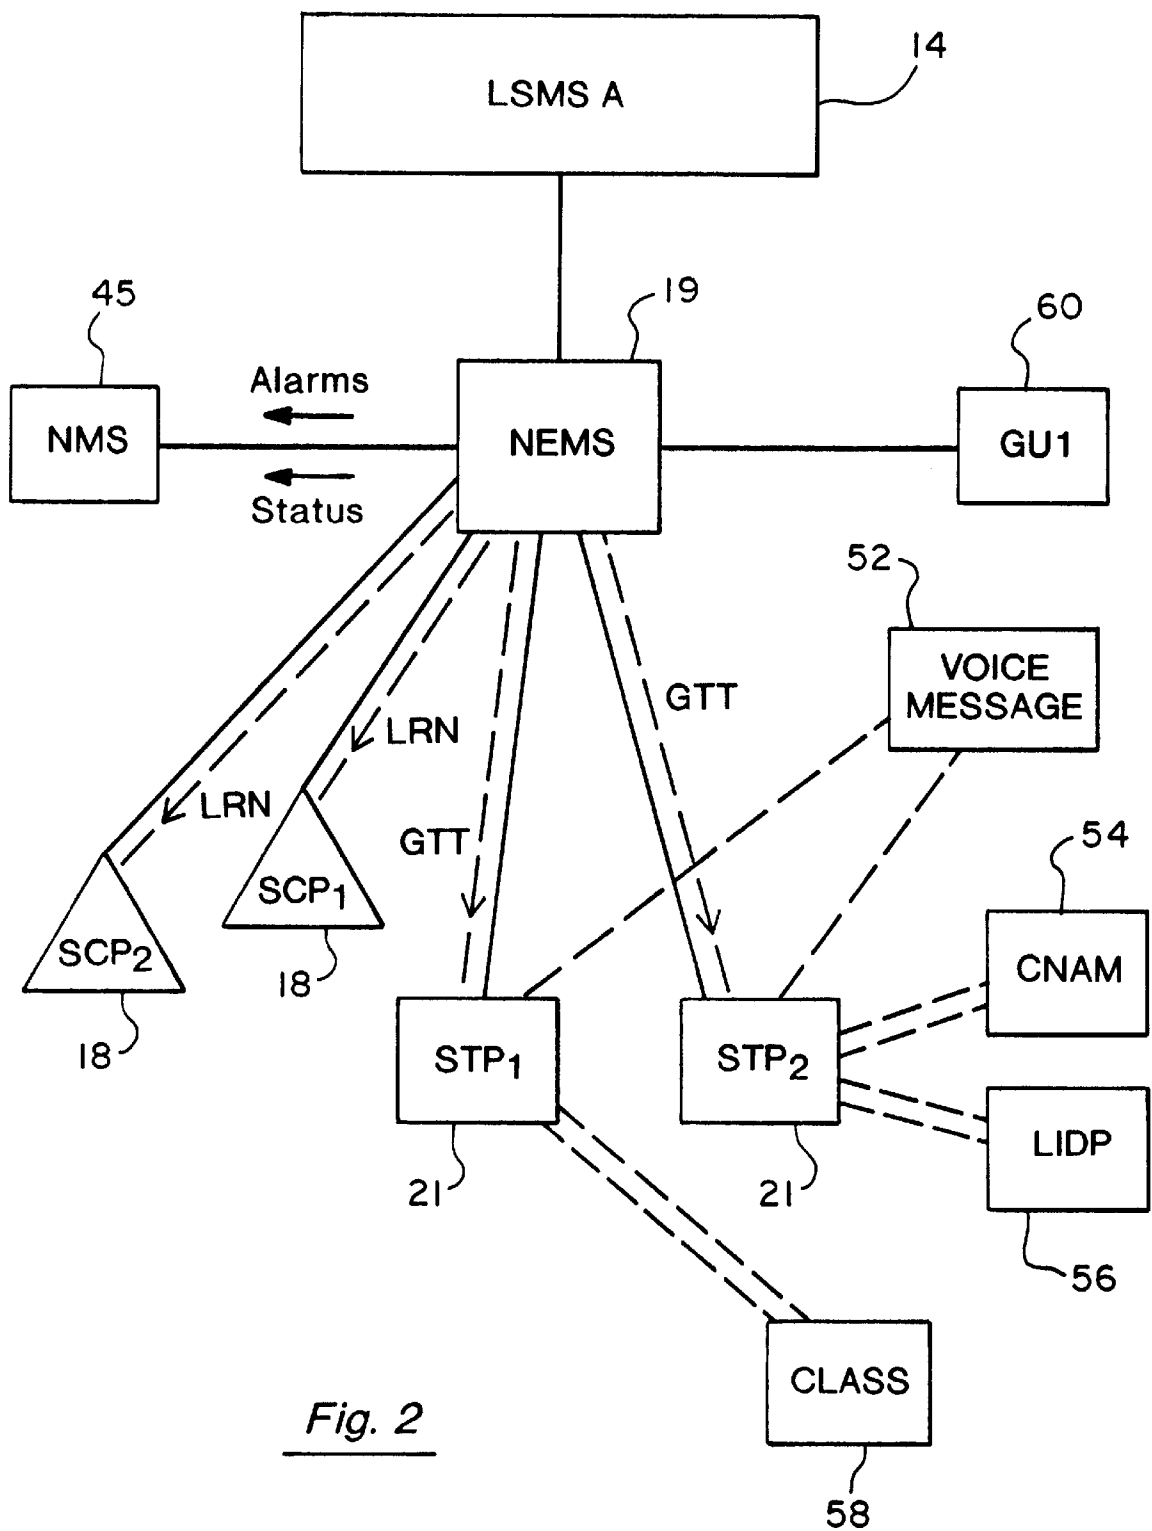 14
LSMS A
45
19
60
Alarms
NMS
NEMS
GU1
Status
52
VOICE
MESSAGE
GTT
LRN
LRN
GTT
54
SCP1
SCP2
CNAM
18
18
STP1
STP2
LIDP
21
21
56
CLASS
Fig. 2
58